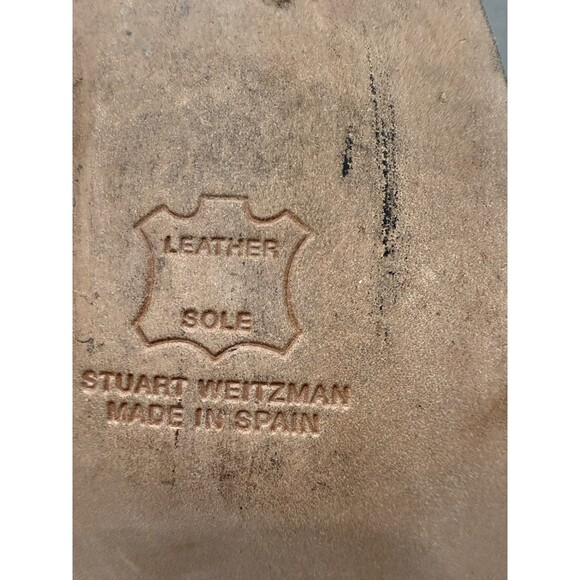 LEATHER
SOLE
STUART WEITZMAN
MADE IN SPAIN